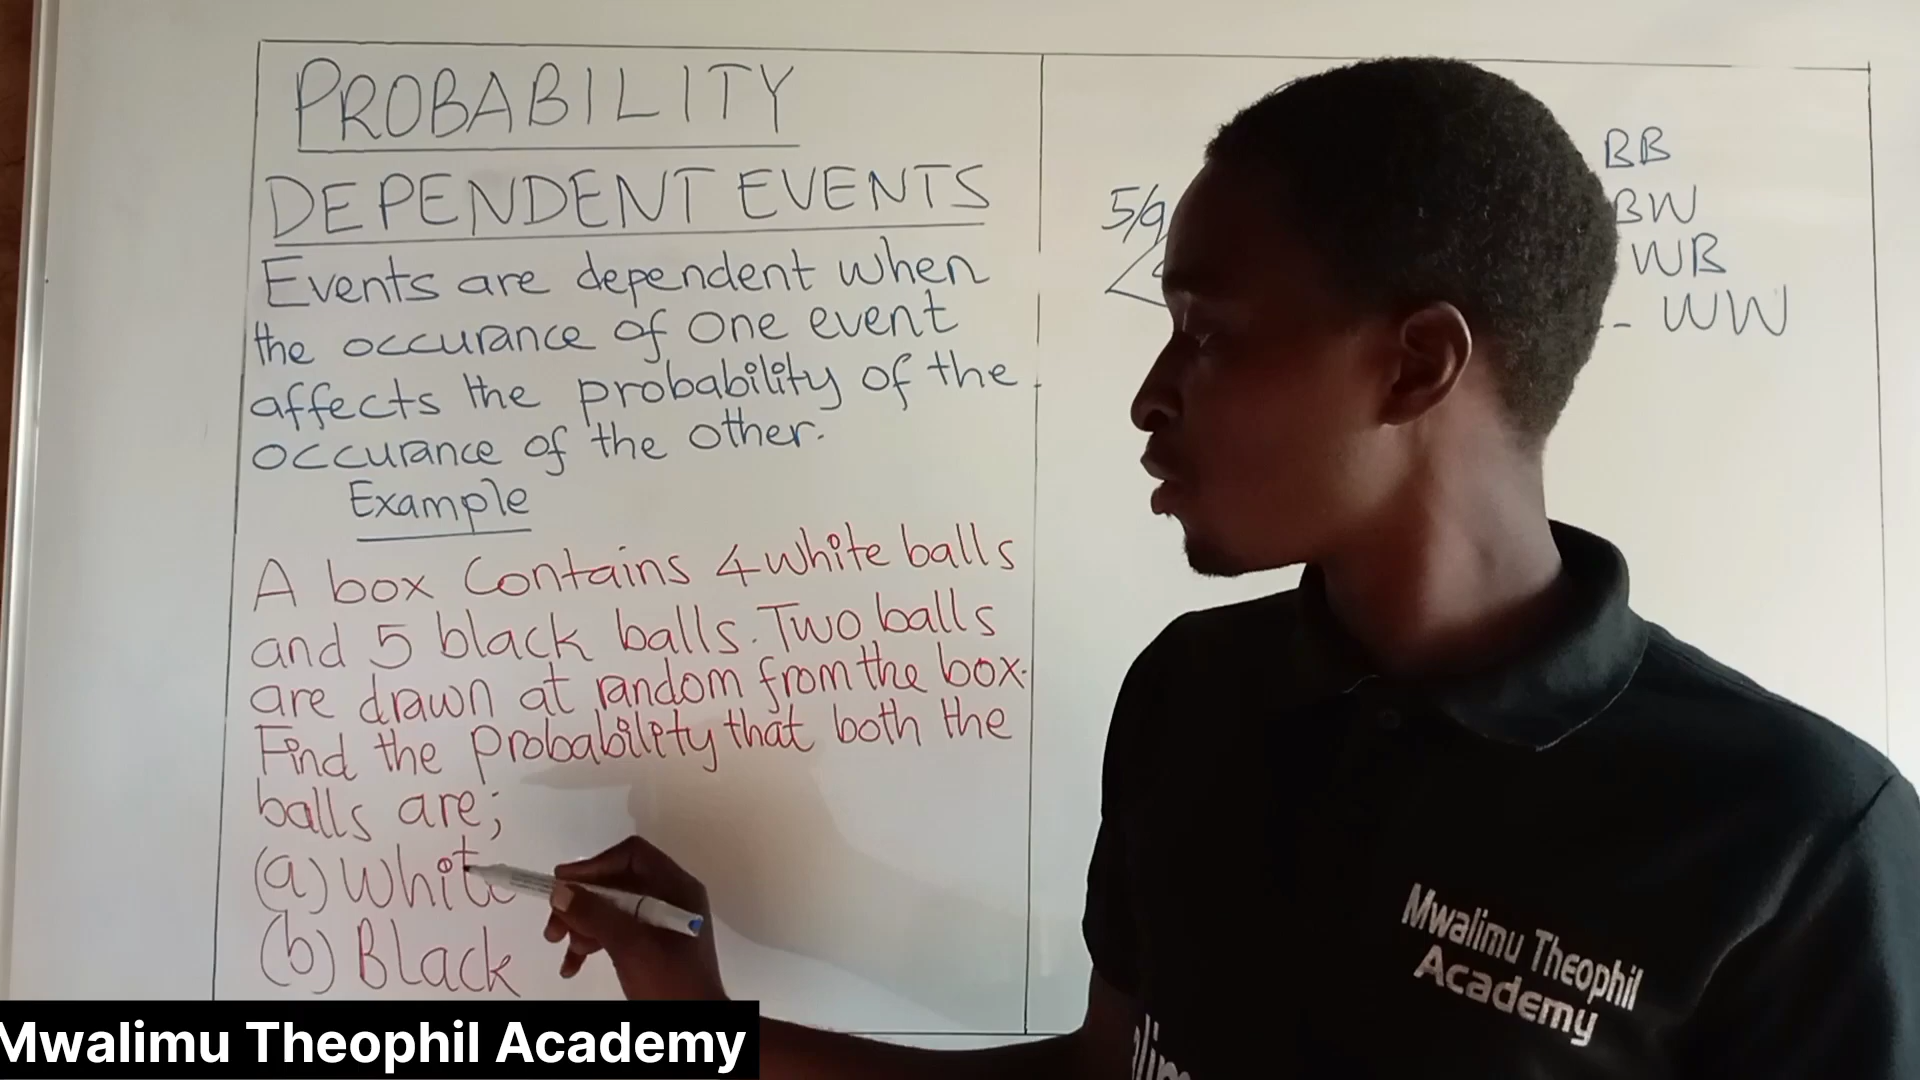 PROBABILITY
DEPENDENT EVENTS
Events are dependent when
the occurance of one event
affects the probability of the
occurance of the other.
Example
A box contains 4 white balls
and 5 black balls. Two balls
are drawn at random from the box.
Find the probability that both the
balls are;
(a) White
(b) Black
5/9
BB
BW
WB
-- WW
Mwalimu Theophil
Academy
Mwalimu Theophil Academy